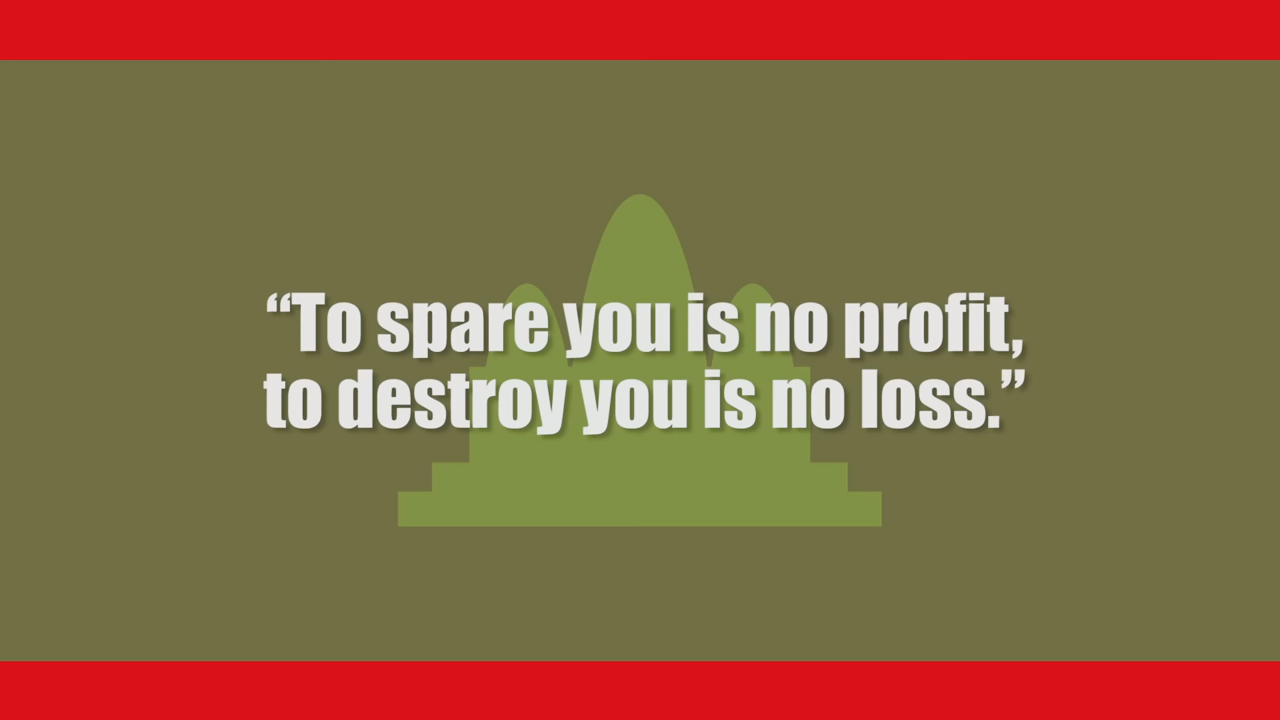 “To spare you is no profit,
to destroy you is no loss.”